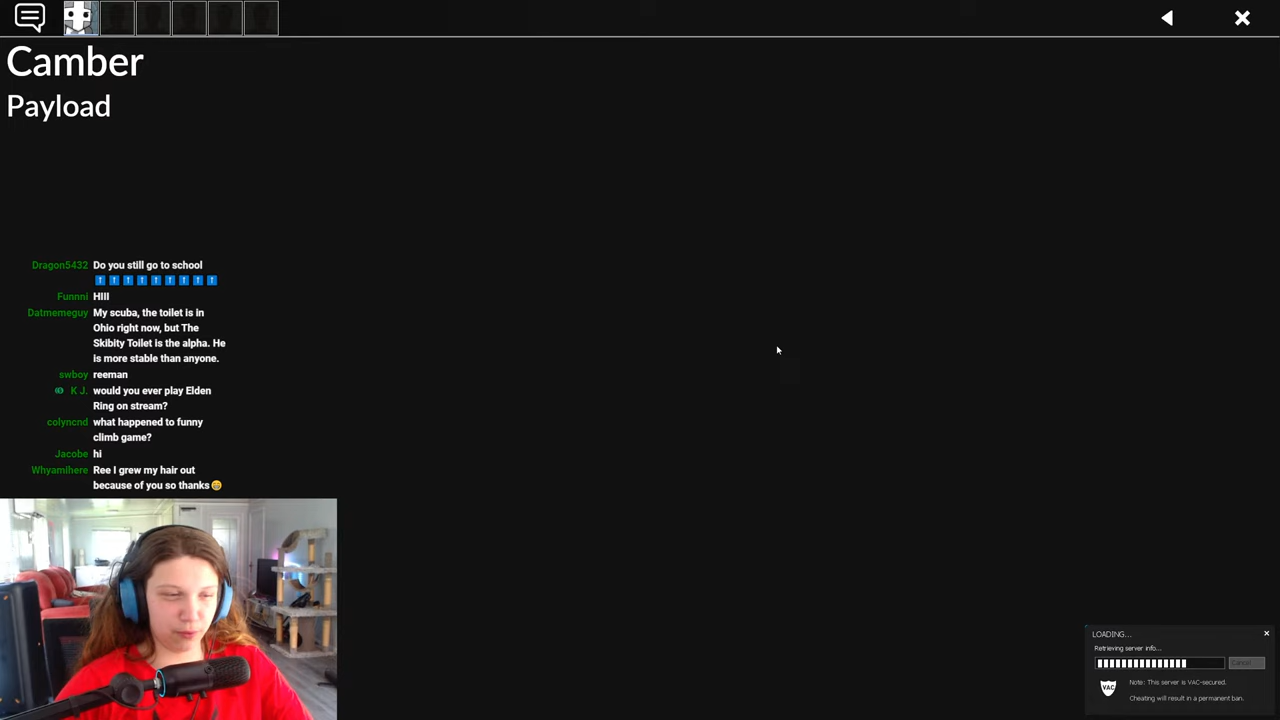 Camber
Payload
Dragon5432 Do you still go to school
Funnni HIII
Datmemeguy My scuba, the toilet is in
Ohio right now, but The
Skibity Toilet is the alpha. He
is more stable than anyone.
swboy reeman
K J. would you ever play Elden
Ring on stream?
colyncnd what happened to funny
climb game?
Jacobe hi
Whyamihere Ree I grew my hair out
because of you so thanks😄
LOADING...
Retrieving server info...
Cancel
VAC
Note: This server is VAC-secured.
Cheating will result in a permanent ban.